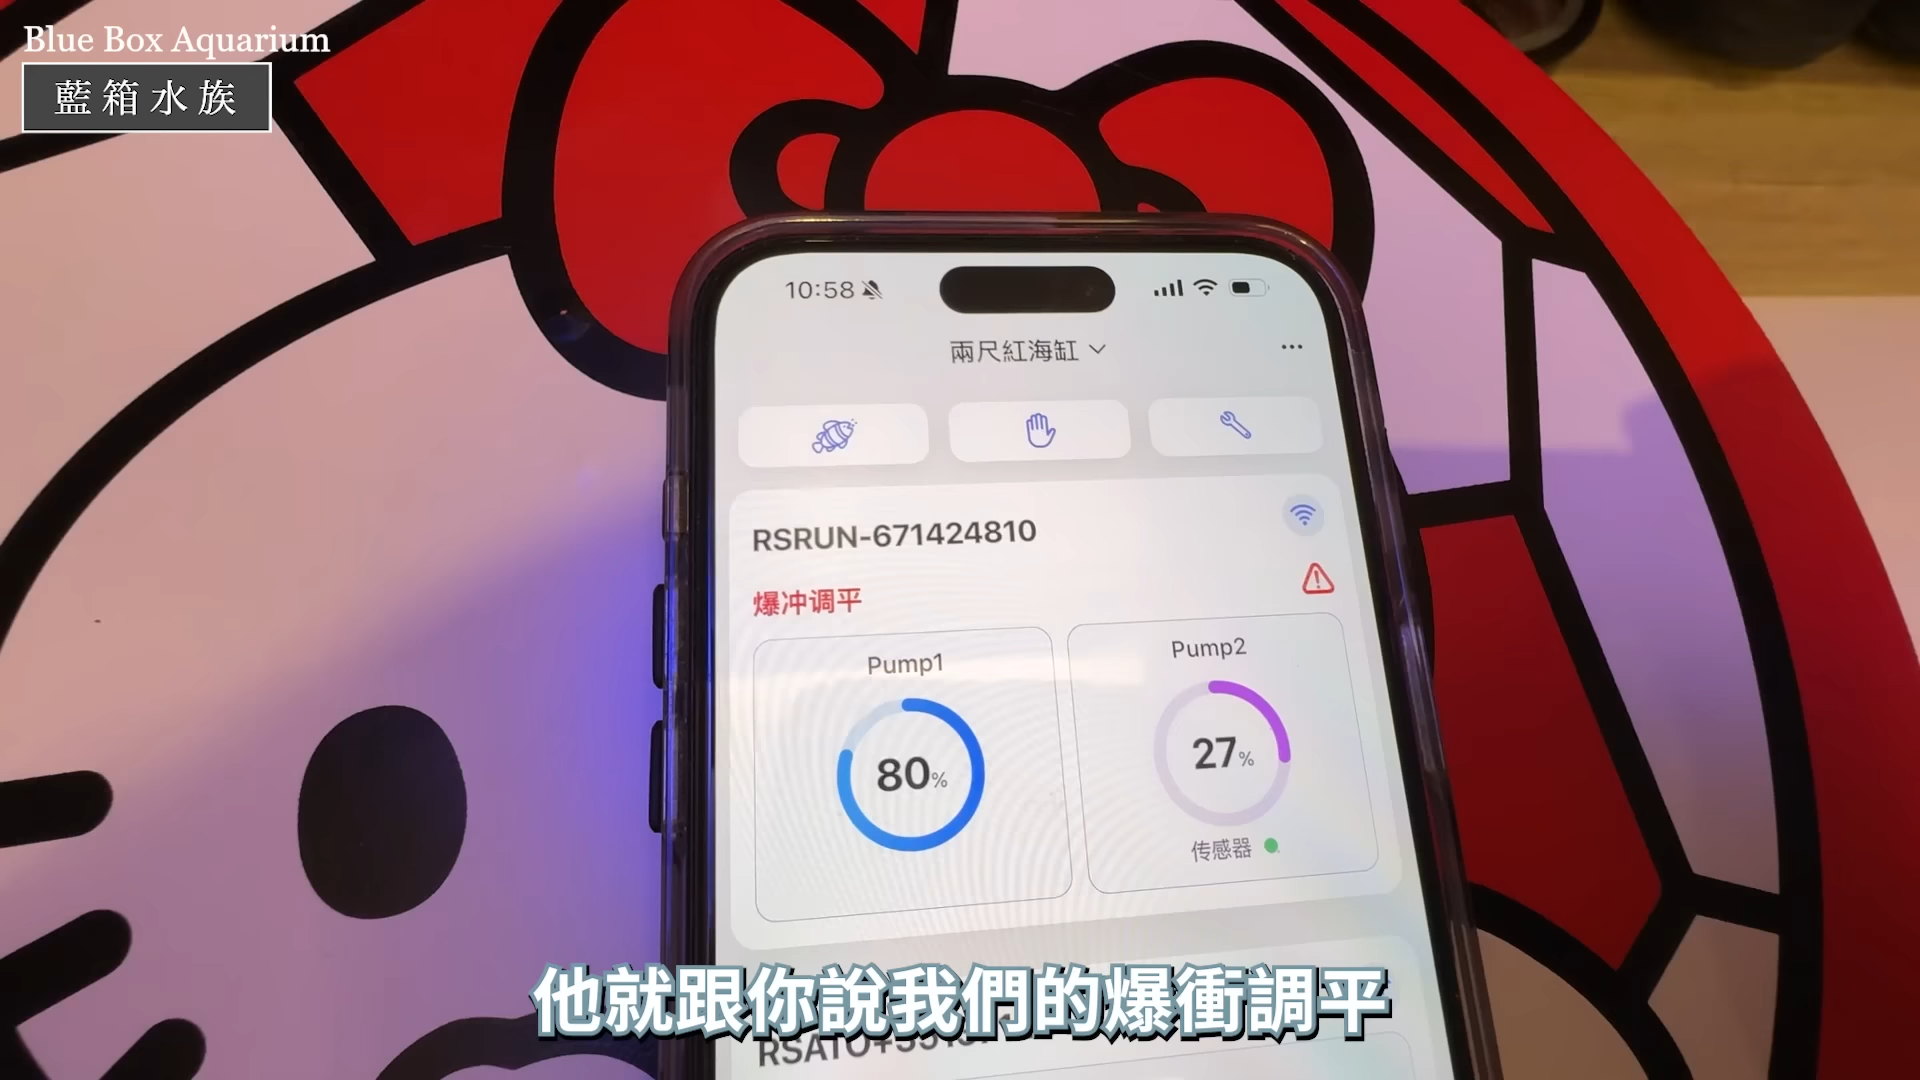 Blue Box Aquarium
藍箱水族
10:58
兩尺紅海缸
RSRUN-671424810
爆冲调平
Pump1
80%
Pump2
27%
传感器
他就跟你說我們的爆衝調平